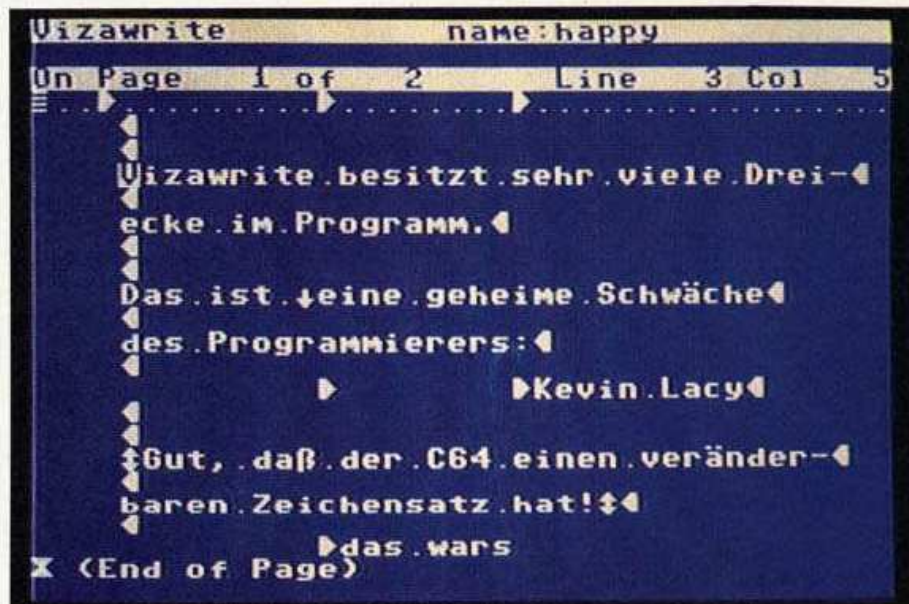 Vizawrite name:happy
On Page 1 of 2 Line 3 Col 5
Vizawrite.besitzt.sehr.viele.Drei-
ecke.im.Programm.
Das.ist.↓eine.geheime.Schwäche
des.Programmierers:
Kevin.Lacy
↕Gut,.daß.der.C64.einen.veränder-
baren.Zeichensatz.hat!↕
das.wars
X (End of Page)